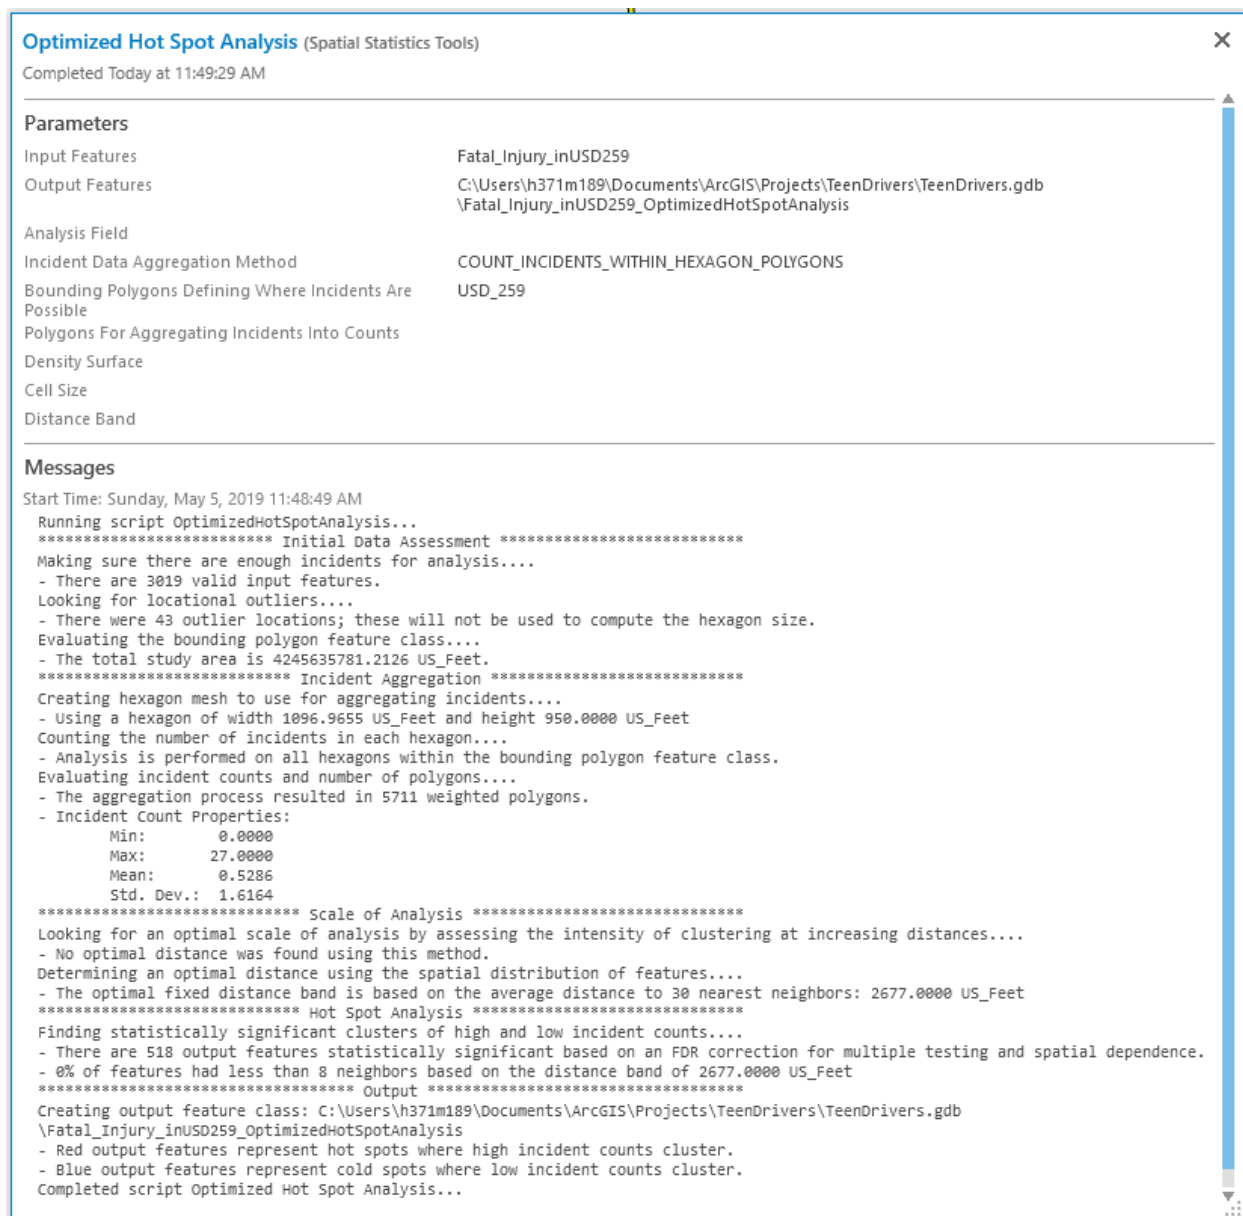 Optimized Hot Spot Analysis (Spatial Statistics Tools)
Completed Today at 11:49:29 AM
Parameters
Input Features Fatal_Injury_inUSD259
Output Features C:\Users\h371m189\Documents\ArcGIS\Projects\TeenDrivers\TeenDrivers.gdb
\Fatal_Injury_inUSD259_OptimizedHotSpotAnalysis
Analysis Field
Incident Data Aggregation Method COUNT_INCIDENTS_WITHIN_HEXAGON_POLYGONS
Bounding Polygons Defining Where Incidents Are USD_259
Possible
Polygons For Aggregating Incidents Into Counts
Density Surface
Cell Size
Distance Band
Messages
Start Time: Sunday, May 5, 2019 11:48:49 AM
Running script OptimizedHotSpotAnalysis...
************************** Initial Data Assessment ***************************
Making sure there are enough incidents for analysis....
- There are 3019 valid input features.
Looking for locational outliers....
- There were 43 outlier locations; these will not be used to compute the hexagon size.
Evaluating the bounding polygon feature class....
- The total study area is 4245635781.2126 US_Feet.
**************************** Incident Aggregation ****************************
Creating hexagon mesh to use for aggregating incidents....
- Using a hexagon of width 1096.9655 US_Feet and height 950.0000 US_Feet
Counting the number of incidents in each hexagon....
- Analysis is performed on all hexagons within the bounding polygon feature class.
Evaluating incident counts and number of polygons....
- The aggregation process resulted in 5711 weighted polygons.
- Incident Count Properties:
Min: 0.0000
Max: 27.0000
Mean: 0.5286
Std. Dev.: 1.6164
***************************** Scale of Analysis ******************************
Looking for an optimal scale of analysis by assessing the intensity of clustering at increasing distances....
- No optimal distance was found using this method.
Determining an optimal distance using the spatial distribution of features....
- The optimal fixed distance band is based on the average distance to 30 nearest neighbors: 2677.0000 US_Feet
***************************** Hot Spot Analysis ******************************
Finding statistically significant clusters of high and low incident counts....
- There are 518 output features statistically significant based on an FDR correction for multiple testing and spatial dependence.
- 0% of features had less than 8 neighbors based on the distance band of 2677.0000 US_Feet
*********************************** Output ***********************************
Creating output feature class: C:\Users\h371m189\Documents\ArcGIS\Projects\TeenDrivers\TeenDrivers.gdb
\Fatal_Injury_inUSD259_OptimizedHotSpotAnalysis
- Red output features represent hot spots where high incident counts cluster.
- Blue output features represent cold spots where low incident counts cluster.
Completed script Optimized Hot Spot Analysis...